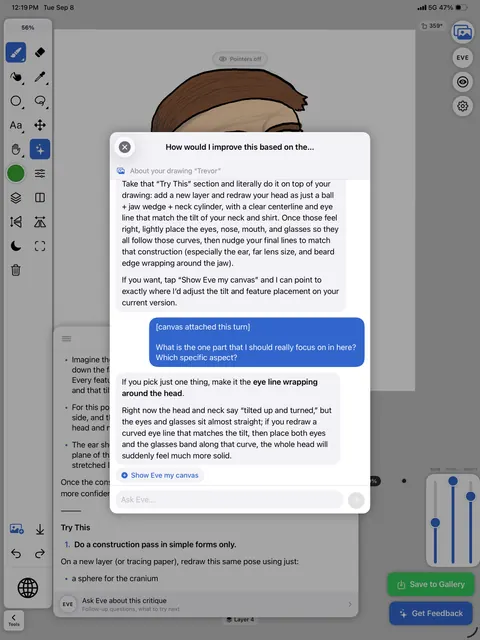 12:19 PM Tue Sep 8
5G 47%
56%
359°
Pointers off
EVE
Aa
How would I improve this based on the...
About your drawing "Trevor"
Take that "Try This" section and literally do it on top of your
drawing: add a new layer and redraw your head as just a ball
+ jaw wedge + neck cylinder, with a clear centerline and eye
line that match the tilt of your neck and shirt. Once those feel
right, lightly place the eyes, nose, mouth, and glasses so they
all follow those curves, then nudge your final lines to match
that construction (especially the ear, far lens size, and beard
edge wrapping around the jaw).
If you want, tap "Show Eve my canvas" and I can point to
exactly where I'd adjust the tilt and feature placement on your
current version.
[canvas attached this turn]
What is the one part that I should really focus on in here?
Which specific aspect?
If you pick just one thing, make it the eye line wrapping
around the head.
Right now the head and neck say "tilted up and turned," but
the eyes and glasses sit almost straight; if you redraw a
curved eye line that matches the tilt, then place both eyes
and the glasses band along that curve, the whole head will
suddenly feel much more solid.
Show Eve my canvas
Ask Eve...
• Imagine the
down the f
Every featu
and that til
• For this po
side, and th
head and n
• The ear sh
plane of th
stretched l
Once the cons
more confiden
Try This
1. Do a construction pass in simple forms only.
On a new layer (or tracing paper), redraw this same pose using just:
• a sphere for the cranium
EVE
Ask Eve about this critique
Follow-up questions, what to try next
Tools
Layer 4
Save to Gallery
Get Feedback